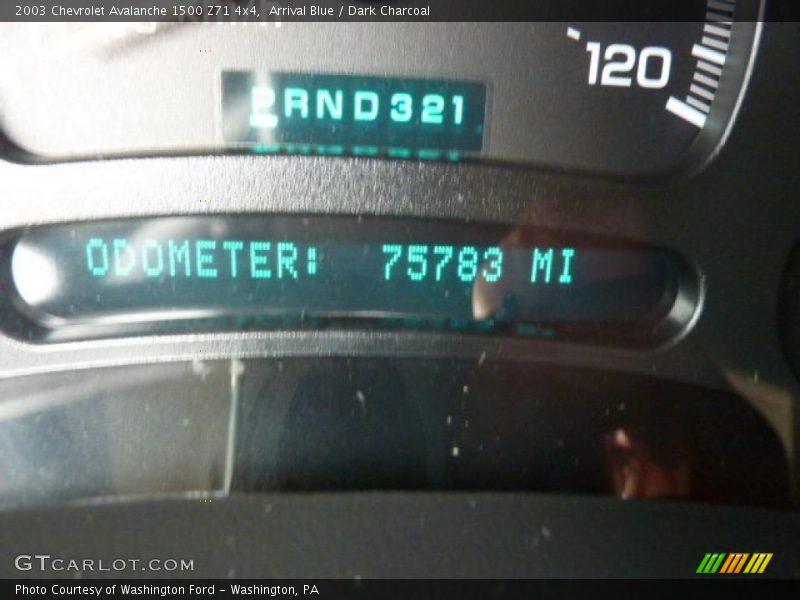 2003 Chevrolet Avalanche 1500 Z71 4x4, Arrival Blue / Dark Charcoal
120
PRND321
ODOMETER: 75783 MI
GTCARLOT.COM
Photo Courtesy of Washington Ford - Washington, PA